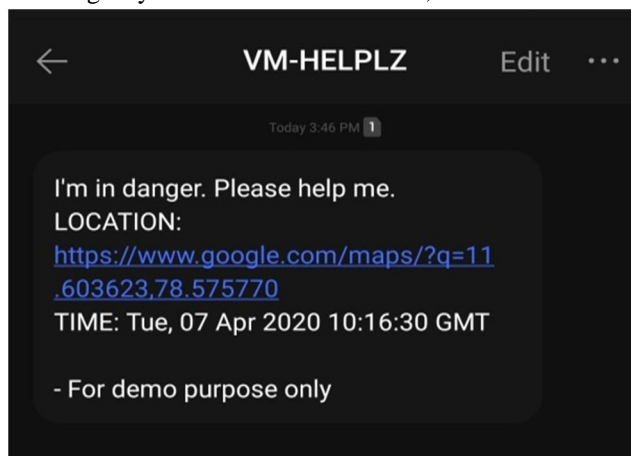 VM-HELPLZ Edit
Today 3:46 PM 1
I'm in danger. Please help me.
LOCATION:
https://www.google.com/maps/?q=11
.603623,78.575770
TIME: Tue, 07 Apr 2020 10:16:30 GMT
- For demo purpose only